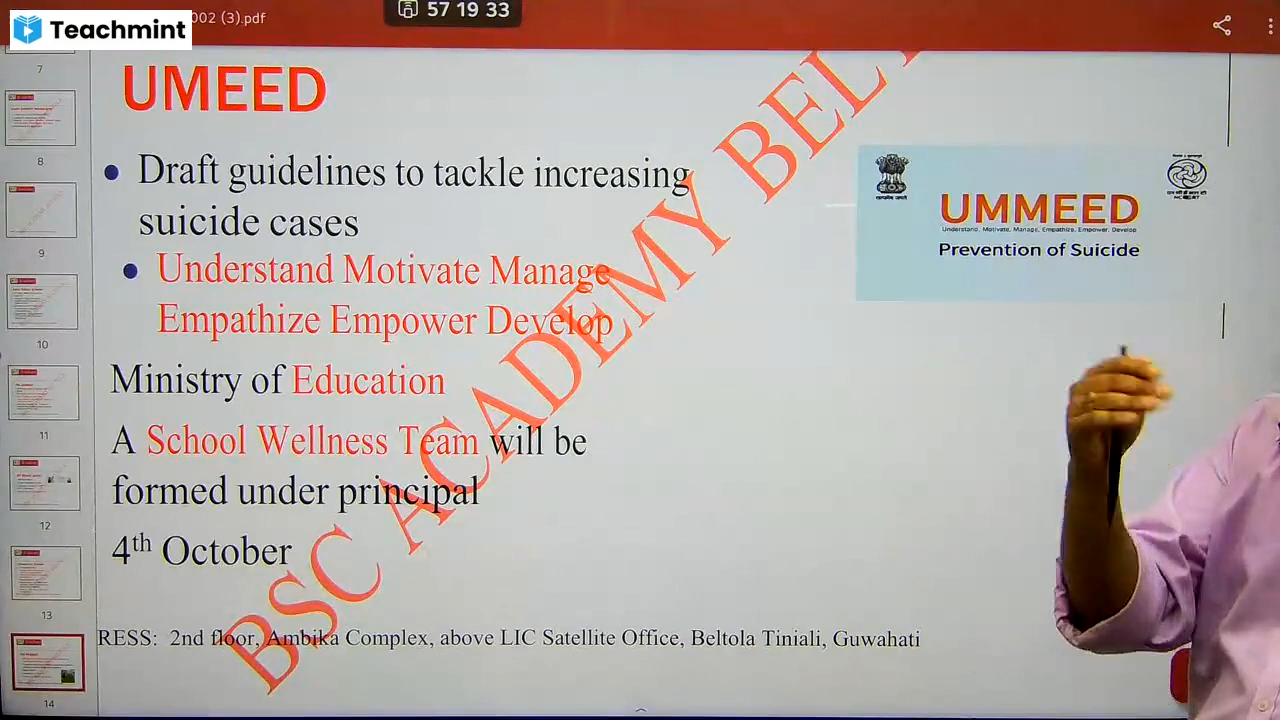 Teachmint
002 (3).pdf
57 19 33
7
8
9
10
11
12
13
14
UMEED
Draft guidelines to tackle increasing
suicide cases
Understand Motivate Manage
Empathize Empower Develop
Ministry of Education
A School Wellness Team will be
formed under principal
4th October
BSC ACADEMY BELT
UMMEED
Understand, Motivate, Manage, Empathize, Empower, Develop
Prevention of Suicide
RESS: 2nd floor, Ambika Complex, above LIC Satellite Office, Beltola Tiniali, Guwahati